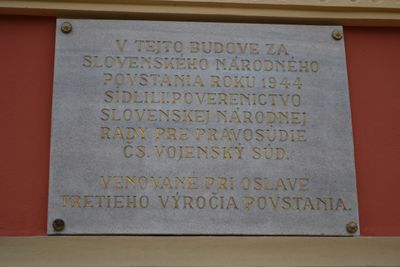 V TEJTO BUDOVE ZA
SLOVENSKÉHO NÁRODNÉHO
POVSTANIA ROKU 1944
SÍDLILI: POVERENICTVO
SLOVENSKEJ NÁRODNEJ
RADY PRE PRAVOSÚDIE
ČS. VOJENSKÝ SÚD.
VENOVANÉ PRI OSLAVE
TRETIEHO VÝROČIA POVSTANIA.